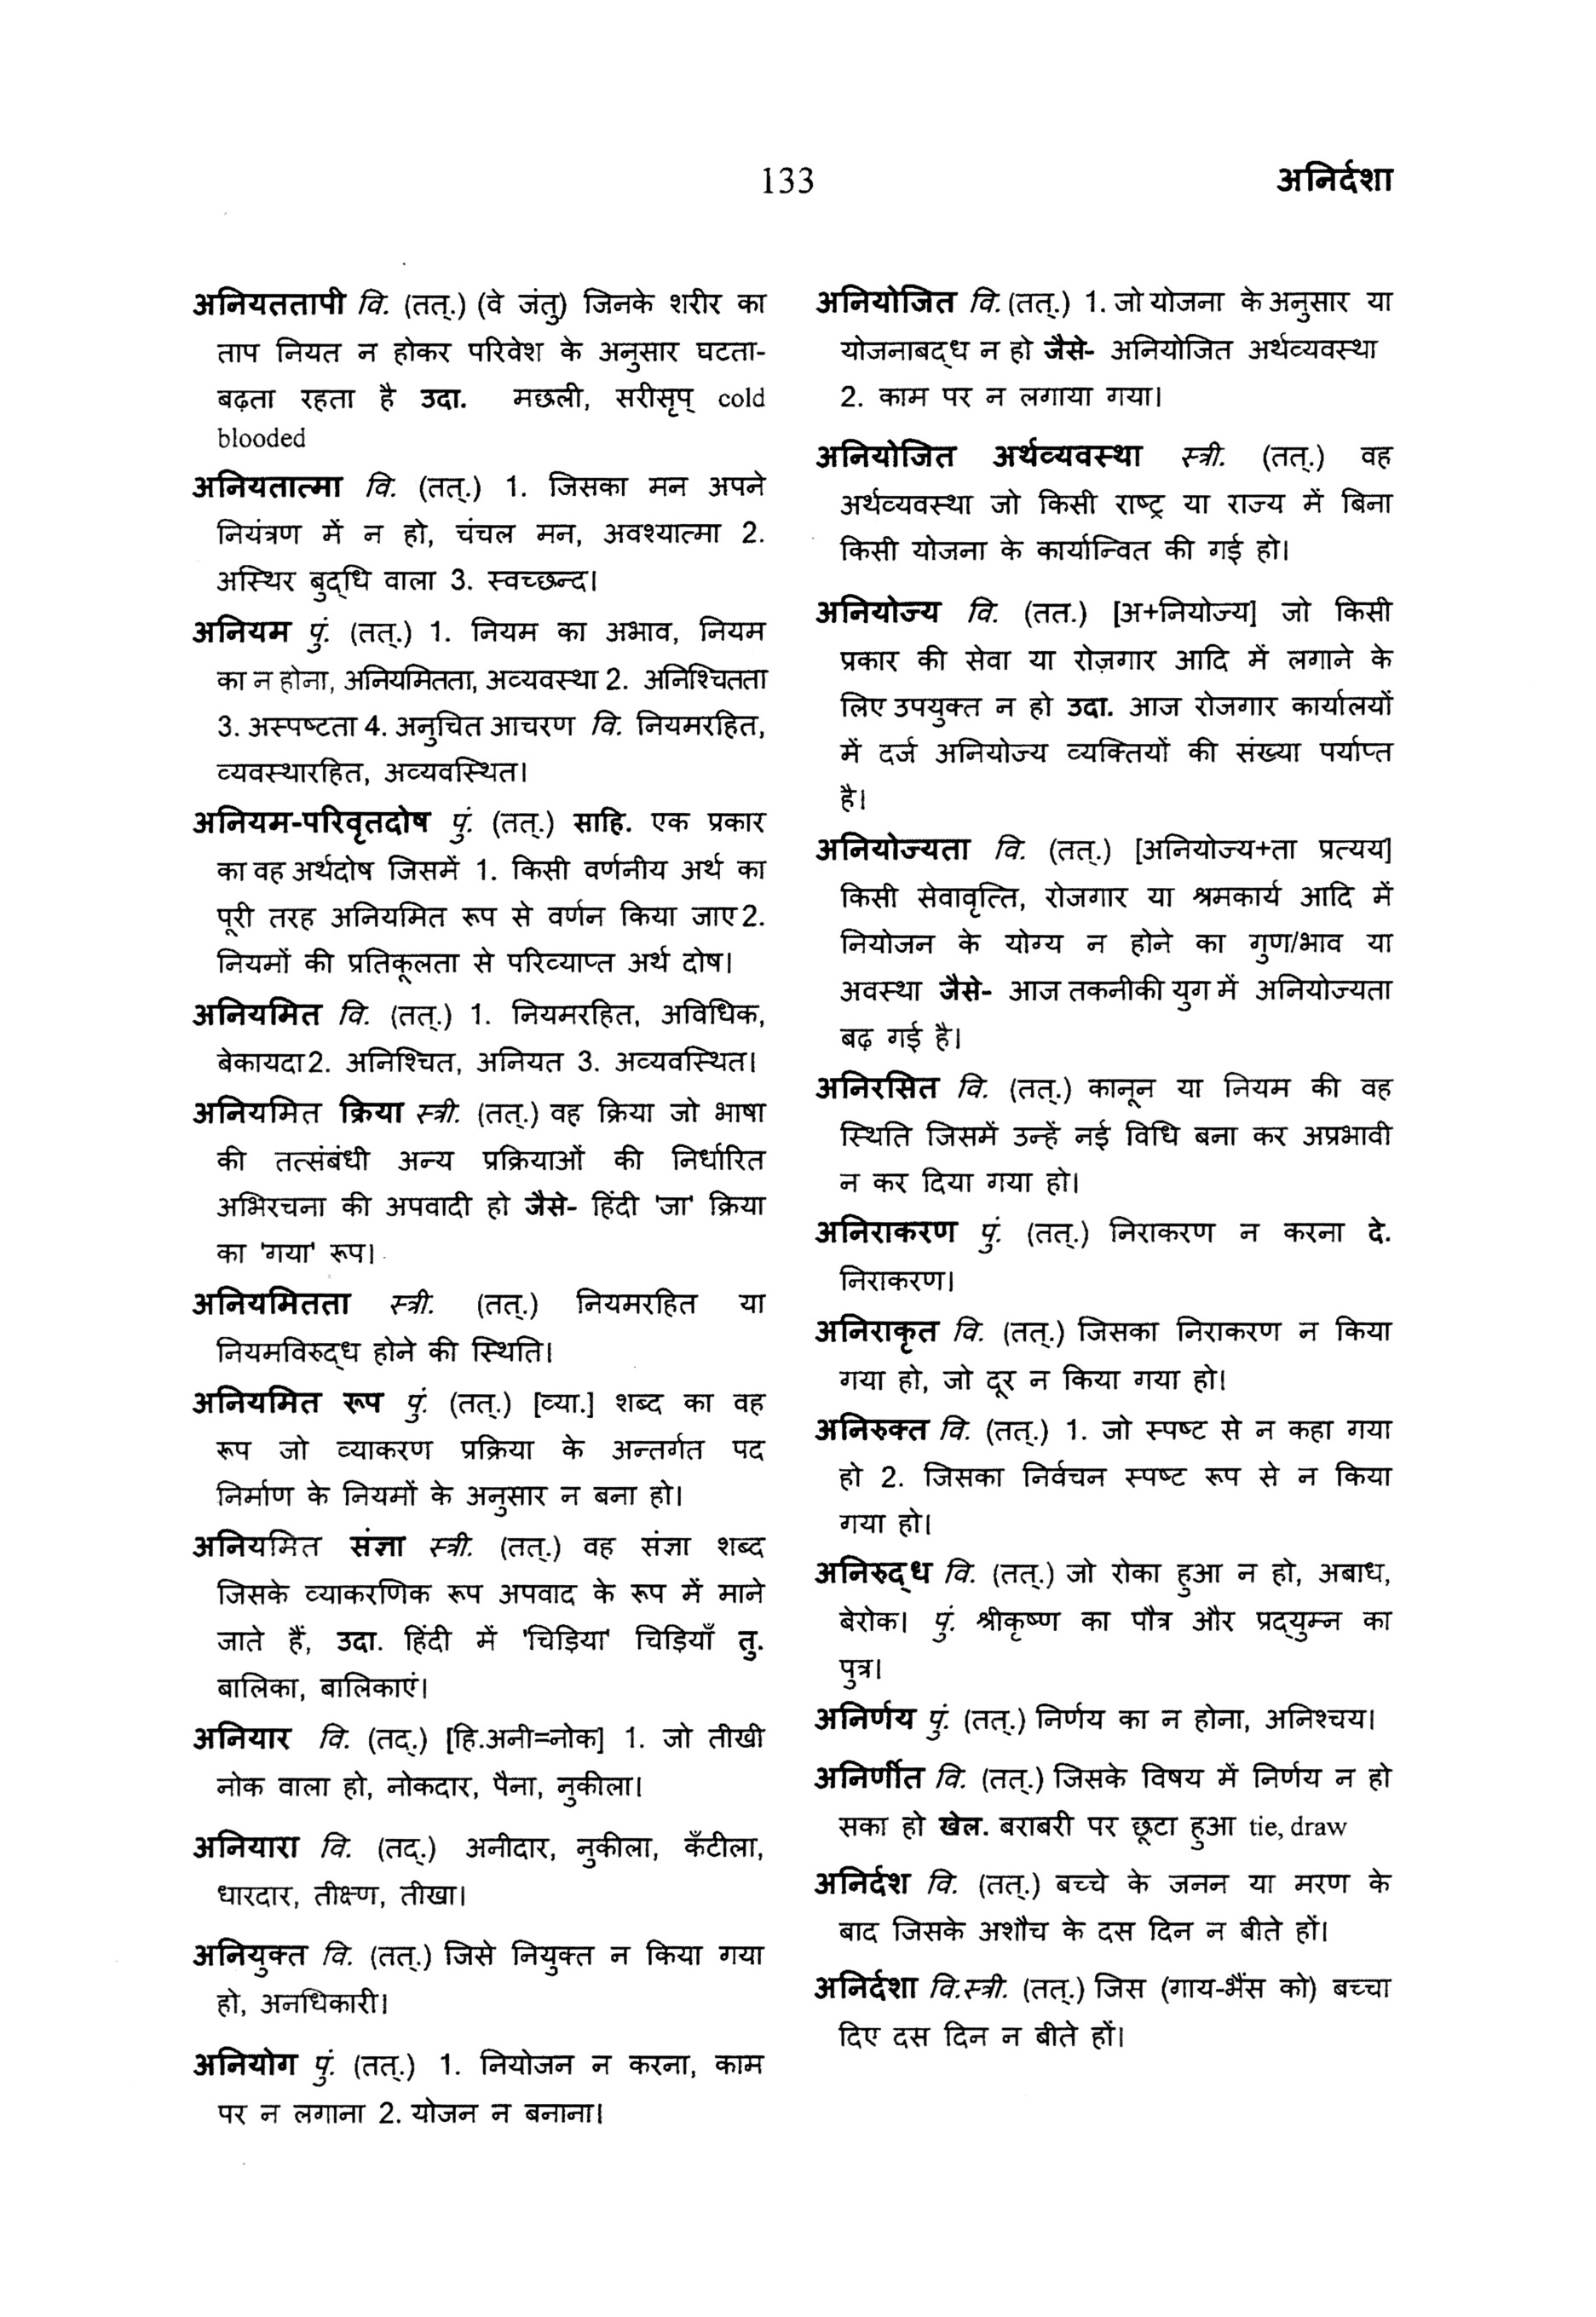 133
अनिर्दशा
अनियततापी वि. (तत्.) (वे जंतु) जिनके शरीर का
ताप नियत न होकर परिवेश के अनुसार घटता-
बढ़ता रहता है उदा. मछली, सरीसृप् cold
blooded
अनियतात्मा वि. (तत्.) 1. जिसका मन अपने
नियंत्रण में न हो, चंचल मन, अवश्यात्मा 2.
अस्थिर बुद्धि वाला 3. स्वच्छन्द।
अनियम पुं. (तत्.) 1. नियम का अभाव, नियम
का न होना, अनियमितता, अव्यवस्था 2. अनिश्चितता
3. अस्पष्टता 4. अनुचित आचरण वि. नियमरहित,
व्यवस्थारहित, अव्यवस्थित।
अनियम-परिवृतदोष पुं. (तत्.) साहि. एक प्रकार
का वह अर्थदोष जिसमें 1. किसी वर्णनीय अर्थ का
पूरी तरह अनियमित रूप से वर्णन किया जाए 2.
नियमों की प्रतिकूलता से परिव्याप्त अर्थ दोष।
अनियमित वि. (तत्.) 1. नियमरहित, अविधिक,
बेकायदा 2. अनिश्चित, अनियत 3. अव्यवस्थित।
अनियमित क्रिया स्त्री. (तत्.) वह क्रिया जो भाषा
की तत्संबंधी अन्य प्रक्रियाओं की निर्धारित
अभिरचना की अपवादी हो जैसे- हिंदी 'जा' क्रिया
का 'गया' रूप।
अनियमितता स्त्री. (तत्.) नियमरहित या
नियमविरुद्ध होने की स्थिति।
अनियमित रूप पुं. (तत्.) [व्या.] शब्द का वह
रूप जो व्याकरण प्रक्रिया के अन्तर्गत पद
निर्माण के नियमों के अनुसार न बना हो।
अनियमित संज्ञा स्त्री. (तत्.) वह संज्ञा शब्द
जिसके व्याकरणिक रूप अपवाद के रूप में माने
जाते हैं, उदा. हिंदी में 'चिड़िया' चिड़ियाँ तु.
बालिका, बालिकाएं।
अनियार वि. (तद्.) [हि.अनी=नोक] 1. जो तीखी
नोक वाला हो, नोकदार, पैना, नुकीला।
अनियारा वि. (तद्.) अनीदार, नुकीला, कँटीला,
धारदार, तीक्ष्ण, तीखा।
अनियुक्त वि. (तत्.) जिसे नियुक्त न किया गया
हो, अनधिकारी।
अनियोग पुं. (तत्.) 1. नियोजन न करना, काम
पर न लगाना 2. योजन न बनाना।
अनियोजित वि. (तत्.) 1. जो योजना के अनुसार या
योजनाबद्ध न हो जैसे- अनियोजित अर्थव्यवस्था
2. काम पर न लगाया गया।
अनियोजित अर्थव्यवस्था स्त्री. (तत्.) वह
अर्थव्यवस्था जो किसी राष्ट्र या राज्य में बिना
किसी योजना के कार्यान्वित की गई हो।
अनियोज्य वि. (तत.) [अ+नियोज्य] जो किसी
प्रकार की सेवा या रोज़गार आदि में लगाने के
लिए उपयुक्त न हो उदा. आज रोजगार कार्यालयों
में दर्ज अनियोज्य व्यक्तियों की संख्या पर्याप्त
है।
अनियोज्यता वि. (तत्.) [अनियोज्य+ता प्रत्यय]
किसी सेवावृत्ति, रोजगार या श्रमकार्य आदि में
नियोजन के योग्य न होने का गुण/भाव या
अवस्था जैसे- आज तकनीकी युग में अनियोज्यता
बढ़ गई है।
अनिरसित वि. (तत्.) कानून या नियम की वह
स्थिति जिसमें उन्हें नई विधि बना कर अप्रभावी
न कर दिया गया हो।
अनिराकरण पुं. (तत्.) निराकरण न करना दे.
निराकरण।
अनिराकृत वि. (तत्.) जिसका निराकरण न किया
गया हो, जो दूर न किया गया हो।
अनिरुक्त वि. (तत्.) 1. जो स्पष्ट से न कहा गया
हो 2. जिसका निर्वचन स्पष्ट रूप से न किया
गया हो।
अनिरुद्ध वि. (तत्.) जो रोका हुआ न हो, अबाध,
बेरोक। पुं. श्रीकृष्ण का पौत्र और प्रद्युम्न का
पुत्र।
अनिर्णय पुं. (तत्.) निर्णय का न होना, अनिश्चय।
अनिर्णीत वि. (तत्.) जिसके विषय में निर्णय न हो
सका हो खेल. बराबरी पर छूटा हुआ tie, draw
अनिर्दश वि. (तत्.) बच्चे के जनन या मरण के
बाद जिसके अशौच के दस दिन न बीते हों।
अनिर्दशा वि.स्त्री. (तत्.) जिस (गाय-भैंस को) बच्चा
दिए दस दिन न बीते हों।